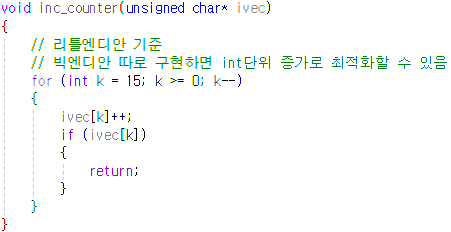 void inc_counter(unsigned char* ivec)
{
    // 리틀엔디안 기준
    // 빅엔디안 따로 구현하면 int단위 증가로 최적화할 수 있음
    for (int k = 15; k >= 0; k--)
    {
        ivec[k]++;
        if (ivec[k])
        {
            return;
        }
    }
}